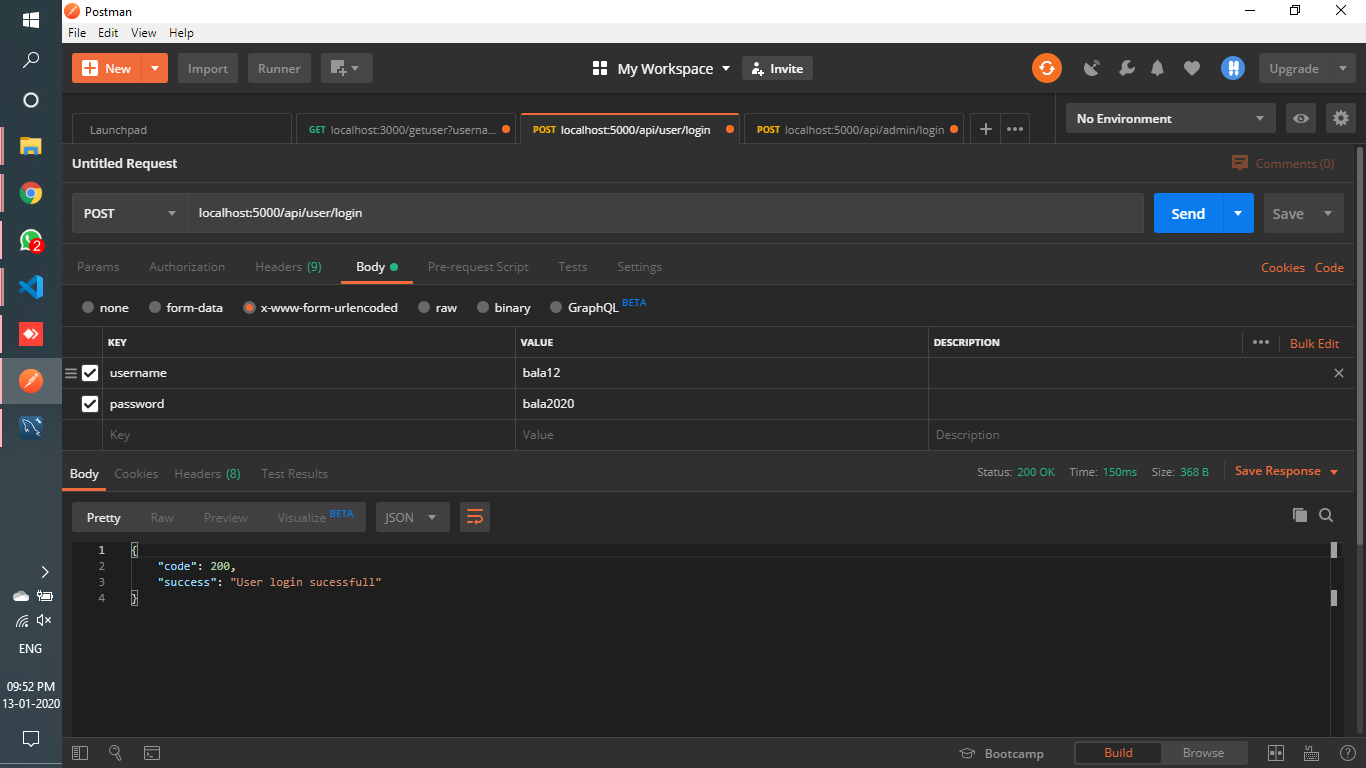 Postman
File Edit View Help
New Import Runner My Workspace Invite Upgrade
Launchpad GET localhost:3000/getuser?userna... POST localhost:5000/api/user/login POST localhost:5000/api/admin/login No Environment
Untitled Request Comments (0)
POST localhost:5000/api/user/login Send Save
Params Authorization Headers (9) Body Pre-request Script Tests Settings Cookies Code
none form-data x-www-form-urlencoded raw binary GraphQL BETA
KEY VALUE DESCRIPTION Bulk Edit
username bala12
password bala2020
Key Value Description
Body Cookies Headers (8) Test Results Status: 200 OK Time: 150ms Size: 368 B Save Response
Pretty Raw Preview Visualize BETA JSON
1 {
2 "code": 200,
3 "success": "User login sucessfull"
4 }
Bootcamp Build Browse
2
ENG
09:52 PM
13-01-2020